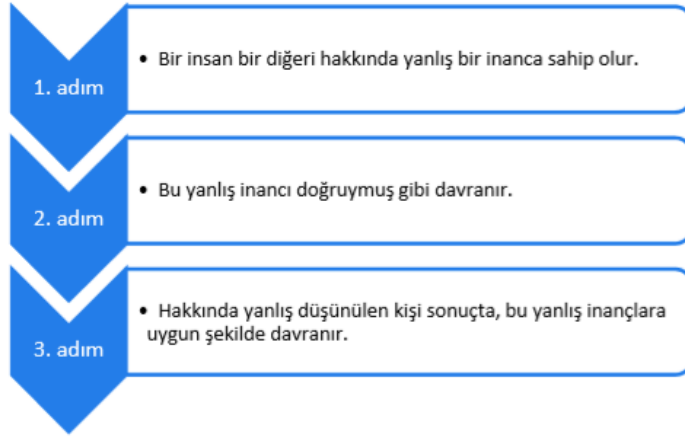 1. adım
• Bir insan bir diğeri hakkında yanlış bir inanca sahip olur.
2. adım
• Bu yanlış inancı doğruymuş gibi davranır.
3. adım
• Hakkında yanlış düşünülen kişi sonuçta, bu yanlış inançlara
uygun şekilde davranır.